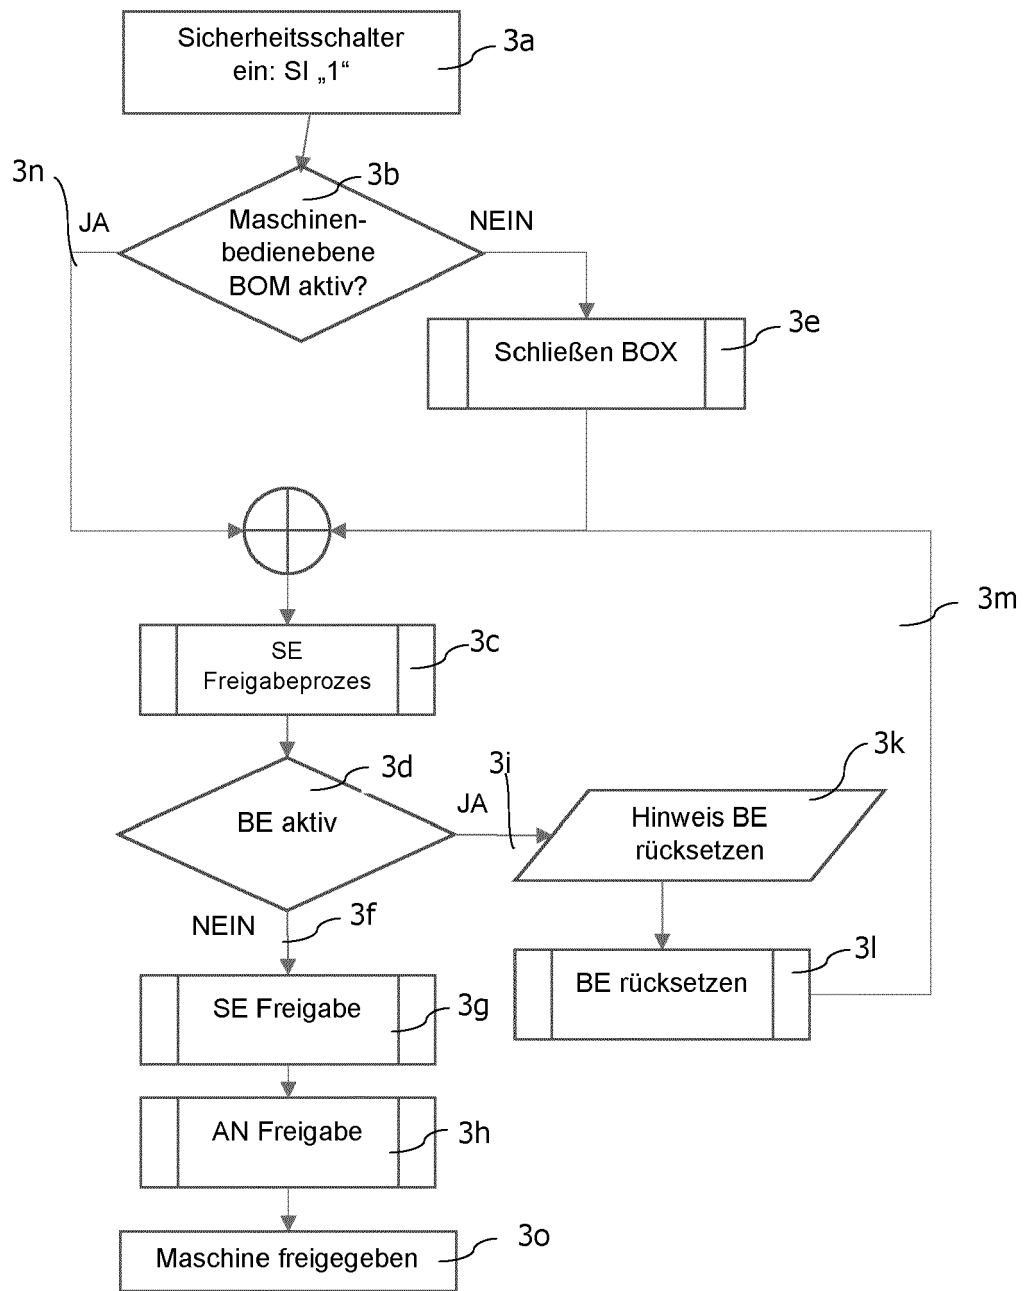 Sicherheitsschalter
ein: SI „1“
3a
3n
3b
JA
NEIN
Maschinen-
bedienebene
BOM aktiv?
3e
Schließen BOX
3m
3c
SE
Freigabeprozes
3d
3i
3k
JA
BE aktiv
Hinweis BE
rücksetzen
NEIN
3f
3l
BE rücksetzen
SE Freigabe
3g
AN Freigabe
3h
3o
Maschine freigegeben